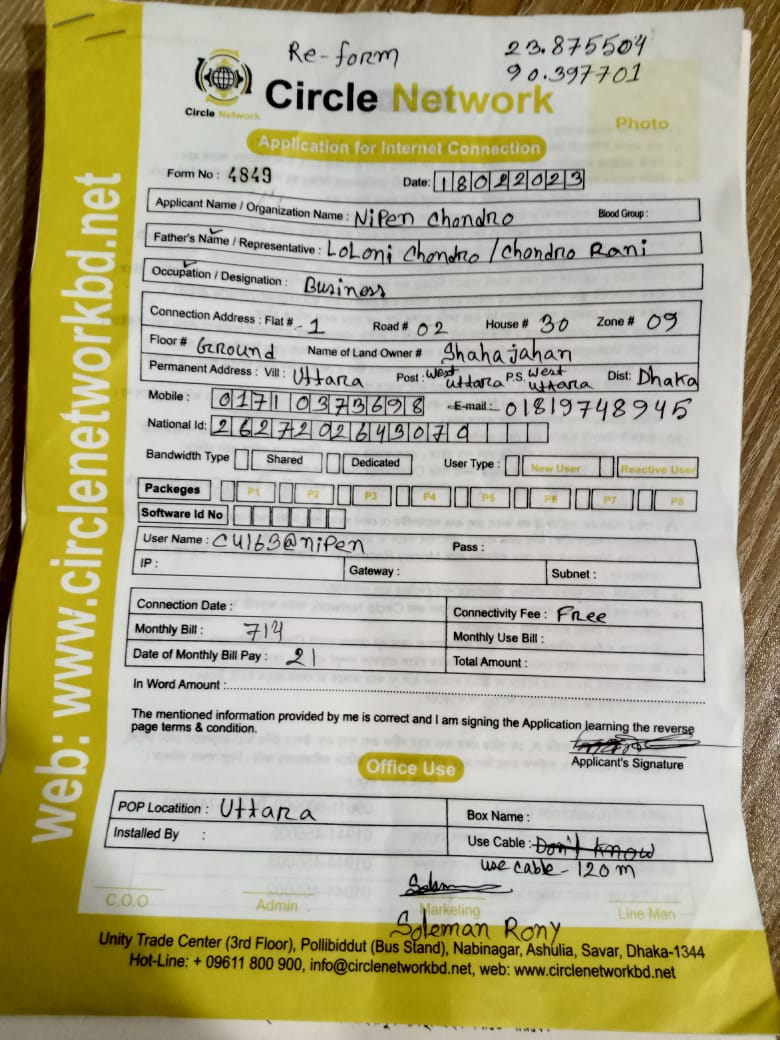 Re-form
23.875504
90.397701
Circle Network
Circle Network
Photo
Application for Internet Connection
Form No : 4849
Date: 18022023
Applicant Name / Organization Name : Nipen Chondro Blood Group :
Father's Name / Representative : LoLoni Chondro / Chondro Rani
Occupation / Designation : Business
Connection Address : Flat # - 1 Road # 02 House # 30 Zone # 09
Floor # Ground Name of Land Owner # Shahajahan
Permanent Address : Vill : Uttara Post : West Uttara P.S. West Uttara Dist: Dhaka
Mobile : 01710373698 E-mail : 01819748945
National Id: 2627202643079
Bandwidth Type Shared Dedicated User Type : New User Reactive User
Packeges P1 P2 P3 P4 P5 P6 P7 P8
Software Id No
User Name : CU163@nipen Pass :
IP : Gateway : Subnet :
Connection Date : Connectivity Fee : Free
Monthly Bill : 714 Monthly Use Bill :
Date of Monthly Bill Pay : 21 Total Amount :
In Word Amount :
The mentioned information provided by me is correct and I am signing the Application learning the reverse
page terms & condition.
Applicant's Signature
Office Use
POP Locatition : Uttara Box Name :
Installed By : Use Cable : Don't know
use cable - 120 m
C.O.O Admin Marketing Line Man
Soleman Rony
Unity Trade Center (3rd Floor), Pollibiddut (Bus Stand), Nabinagar, Ashulia, Savar, Dhaka-1344
Hot-Line: + 09611 800 900, info@circlenetworkbd.net, web: www.circlenetworkbd.net
web: www.circlenetworkbd.net